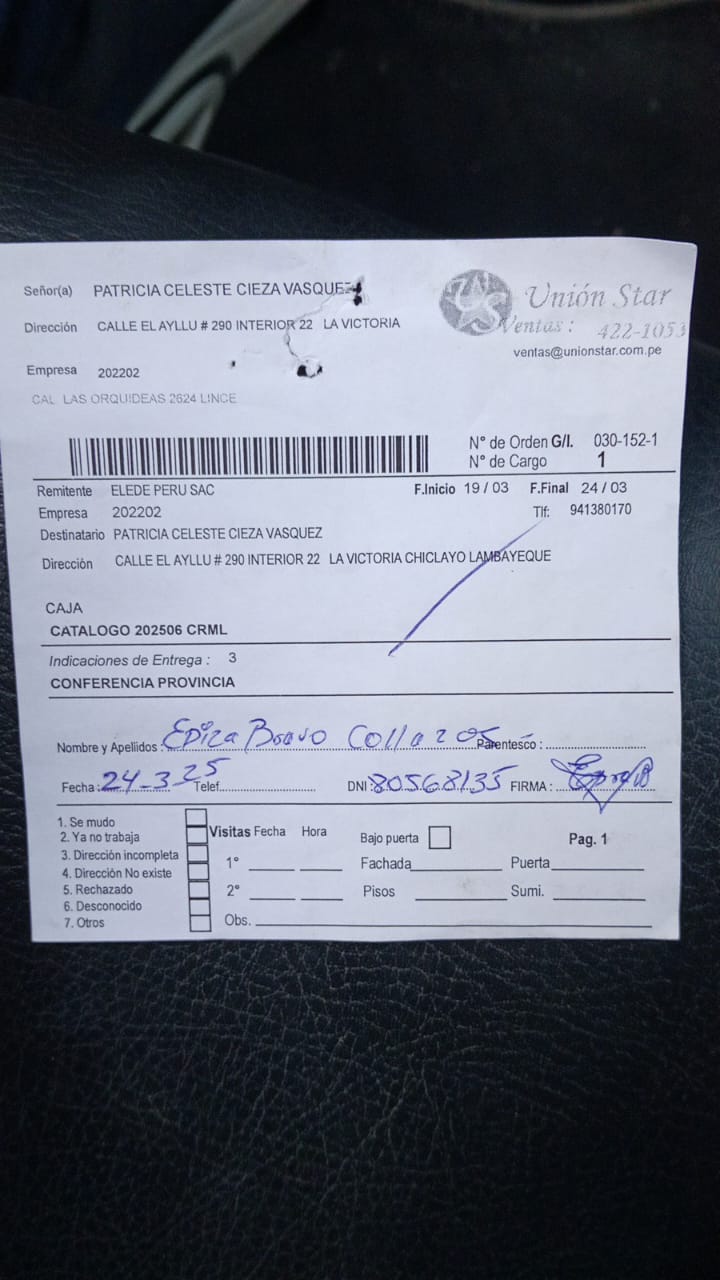 Señor(a) PATRICIA CELESTE CIEZA VASQUEZ
Unión Star
Dirección CALLE EL AYLLU # 290 INTERIOR 22 LA VICTORIA
Ventas : 422-1053
ventas@unionstar.com.pe
Empresa 202202
CAL LAS ORQUIDEAS 2624 LINCE
N° de Orden G/I. 030-152-1
N° de Cargo 1
Remitente ELEDE PERU SAC F.Inicio 19 / 03 F.Final 24 / 03
Empresa 202202 Tlf: 941380170
Destinatario PATRICIA CELESTE CIEZA VASQUEZ
Dirección CALLE EL AYLLU # 290 INTERIOR 22 LA VICTORIA CHICLAYO LAMBAYEQUE
CAJA
CATALOGO 202506 CRML
Indicaciones de Entrega : 3
CONFERENCIA PROVINCIA
Nombre y Apellidos : Bravo Collazos Parentesco :
Fecha : 24-3-25 Telef. DNI : 80568135 FIRMA :
1. Se mudo
2. Ya no trabaja
3. Dirección incompleta
4. Dirección No existe
5. Rechazado
6. Desconocido
7. Otros
Visitas Fecha Hora
1°
2°
Obs.
Bajo puerta Pag. 1
Fachada Puerta
Pisos Sumi.